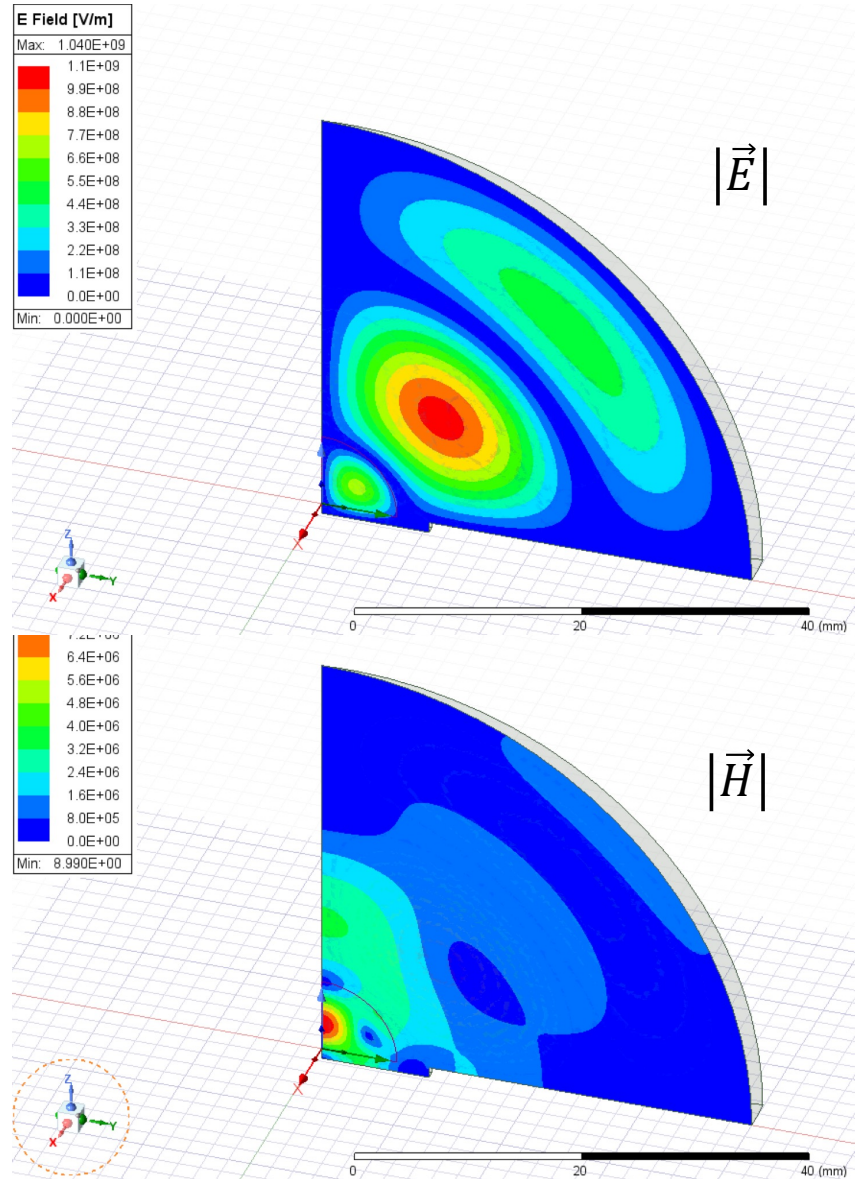 E Field [V/m]
Max: 1.040E+09
1.1E+09
9.9E+08
8.8E+08
7.7E+08
6.6E+08
5.5E+08
4.4E+08
3.3E+08
2.2E+08
1.1E+08
0.0E+00
Min: 0.000E+00
|E⃗|
X
Z
Y
X
0 20 40 (mm)
7.2E+06
6.4E+06
5.6E+06
4.8E+06
4.0E+06
3.2E+06
2.4E+06
1.6E+06
8.0E+05
0.0E+00
Min: 8.990E+00
|H⃗|
X
Z
Y
X
0 20 40 (mm)